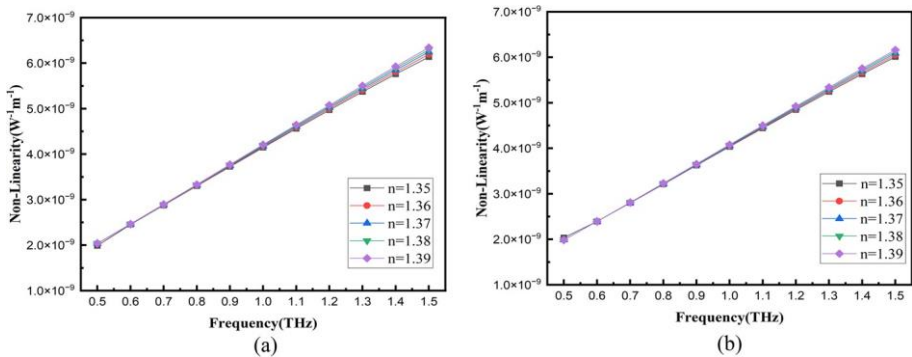 7.0×10⁻⁹
6.0×10⁻⁹
5.0×10⁻⁹
4.0×10⁻⁹
3.0×10⁻⁹
2.0×10⁻⁹
1.0×10⁻⁹
Non-Linearity(W⁻¹m⁻¹)
n=1.35
n=1.36
n=1.37
n=1.38
n=1.39
0.5 0.6 0.7 0.8 0.9 1.0 1.1 1.2 1.3 1.4 1.5
Frequency(THz)
(a)
7.0×10⁻⁹
6.0×10⁻⁹
5.0×10⁻⁹
4.0×10⁻⁹
3.0×10⁻⁹
2.0×10⁻⁹
1.0×10⁻⁹
Non-Linearity(W⁻¹m⁻¹)
n=1.35
n=1.36
n=1.37
n=1.38
n=1.39
0.5 0.6 0.7 0.8 0.9 1.0 1.1 1.2 1.3 1.4 1.5
Frequency(THz)
(b)